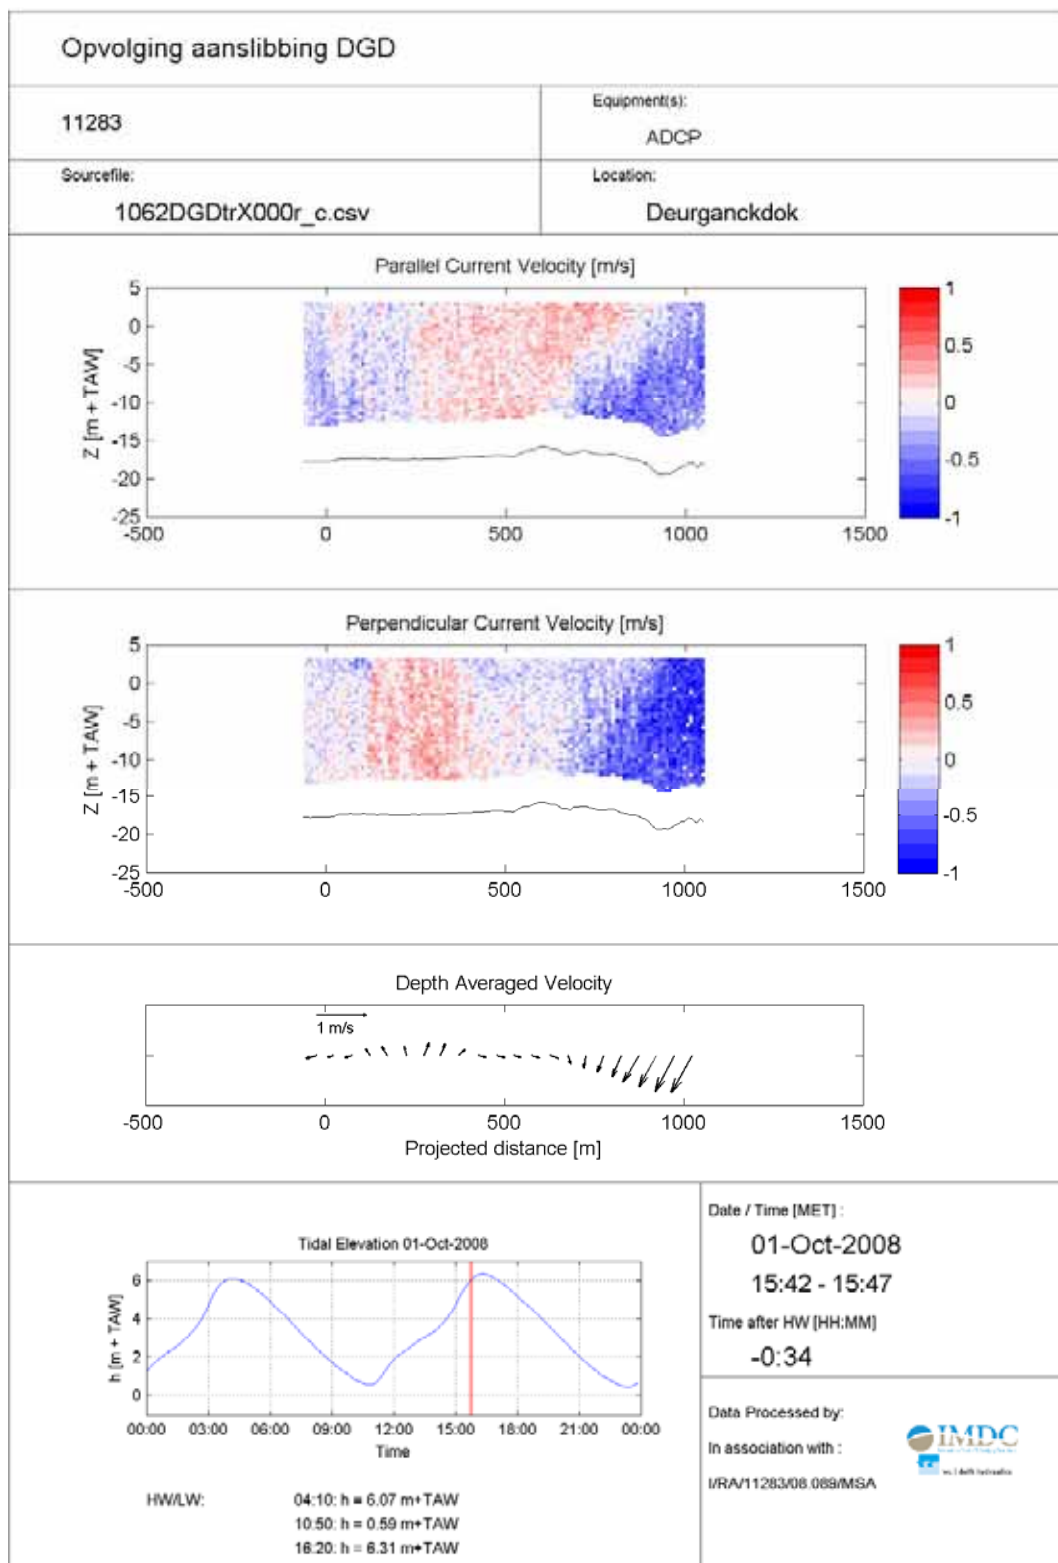 Opvolging aanslibbing DGD
11283
Equipment(s):
ADCP
Sourcefile:
1062DGDtrX000r_c.csv
Location:
Deurganckdok
Parallel Current Velocity [m/s]
Z [m + TAW]
5
0
-5
-10
-15
-20
-25
-500
0
500
1000
1500
1
0.5
0
-0.5
-1
Perpendicular Current Velocity [m/s]
Z [m + TAW]
5
0
-5
-10
-15
-20
-25
-500
0
500
1000
1500
1
0.5
0
-0.5
-1
Depth Averaged Velocity
1 m/s
-500
0
500
1000
1500
Projected distance [m]
Tidal Elevation 01-Oct-2008
h [m + TAW]
6
4
2
0
00:00 03:00 06:00 09:00 12:00 15:00 18:00 21:00 00:00
Time
HW/LW:
04:10: h = 6.07 m+TAW
10:50: h = 0.59 m+TAW
16:20: h = 6.31 m+TAW
Date / Time [MET] :
01-Oct-2008
15:42 - 15:47
Time after HW [HH:MM]
-0:34
Data Processed by:
IMDC
In association with :
wl | delft hydraulics
I/RA/11283/08.089/MSA